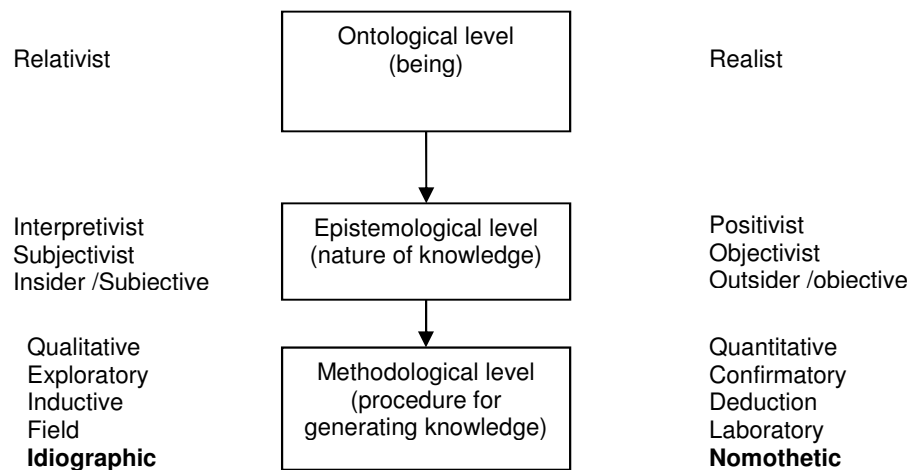 Relativist
Ontological level
(being)
Realist
Interpretivist
Subjectivist
Insider /Subiective
Epistemological level
(nature of knowledge)
Positivist
Objectivist
Outsider /obiective
Qualitative
Exploratory
Inductive
Field
Idiographic
Methodological level
(procedure for
generating knowledge)
Quantitative
Confirmatory
Deduction
Laboratory
Nomothetic